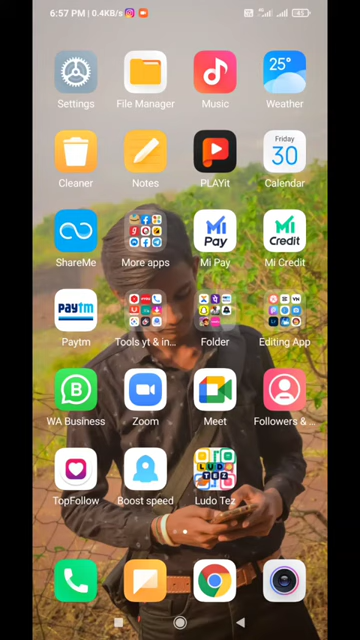 6:57 PM | 0.4KB/s
Settings
File Manager
Music
25°
Weather
Cleaner
Notes
PLAYit
Friday
30
Calendar
ShareMe
More apps
Mi
Pay
Mi Pay
Mi
Credit
Mi Credit
paytm
Paytm
Tools yt & in...
Folder
Editing App
B
WA Business
Zoom
Meet
Followers & ...
TopFollow
Boost speed
LUDO
TEZ
Ludo Tez